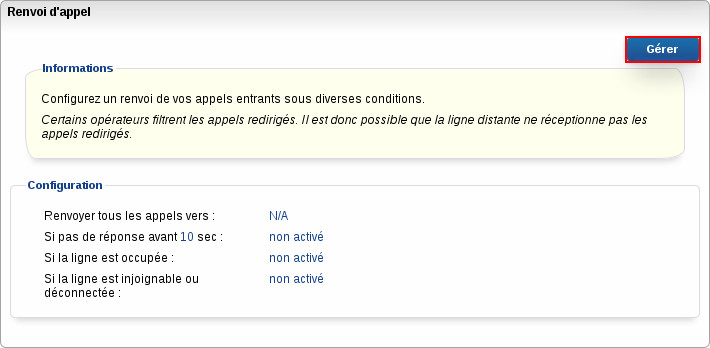 Renvoi d'appel
Gérer
Informations
Configurez un renvoi de vos appels entrants sous diverses conditions.
Certains opérateurs filtrent les appels redirigés. Il est donc possible que la ligne distante ne réceptionne pas les
appels redirigés.
Configuration
Renvoyer tous les appels vers : N/A
Si pas de réponse avant 10 sec : non activé
Si la ligne est occupée : non activé
Si la ligne est injoignable ou non activé
déconnectée :